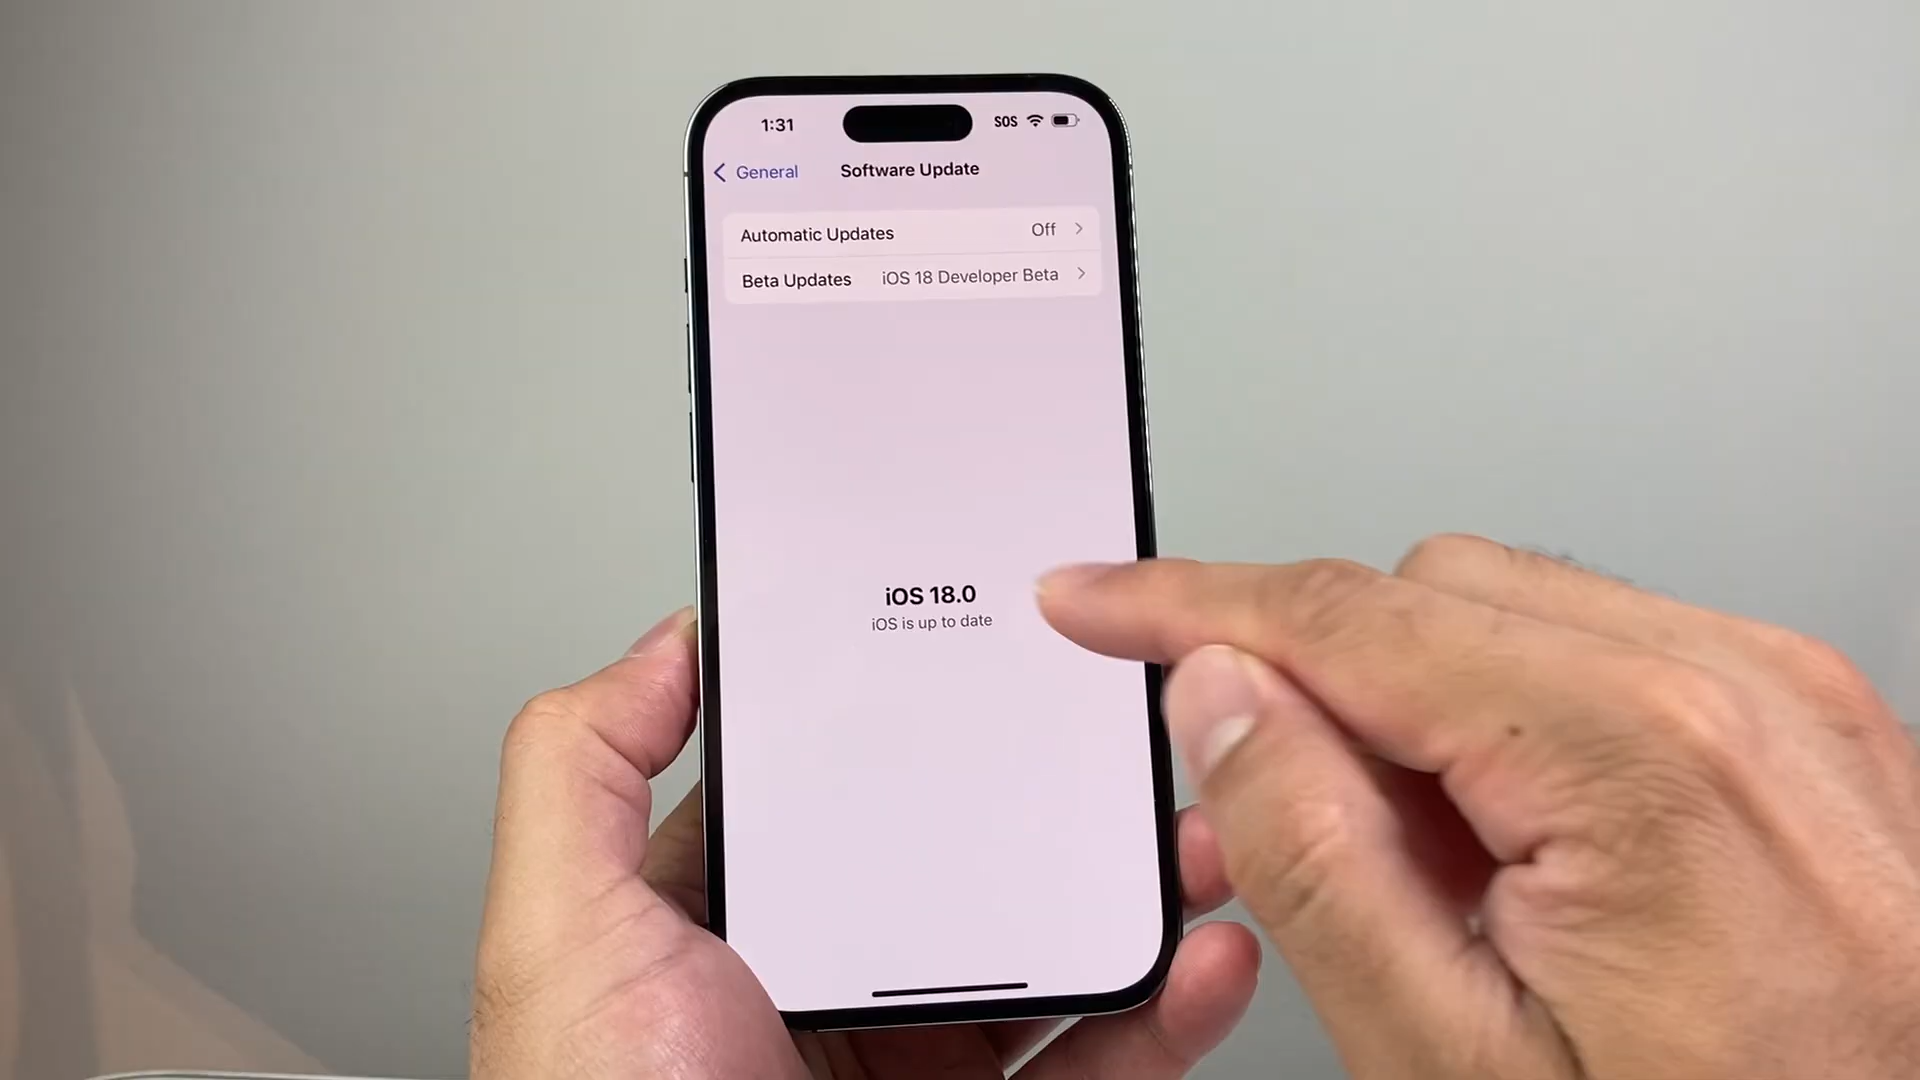 1:31
SOS
General
Software Update
Automatic Updates Off
Beta Updates iOS 18 Developer Beta
iOS 18.0
iOS is up to date